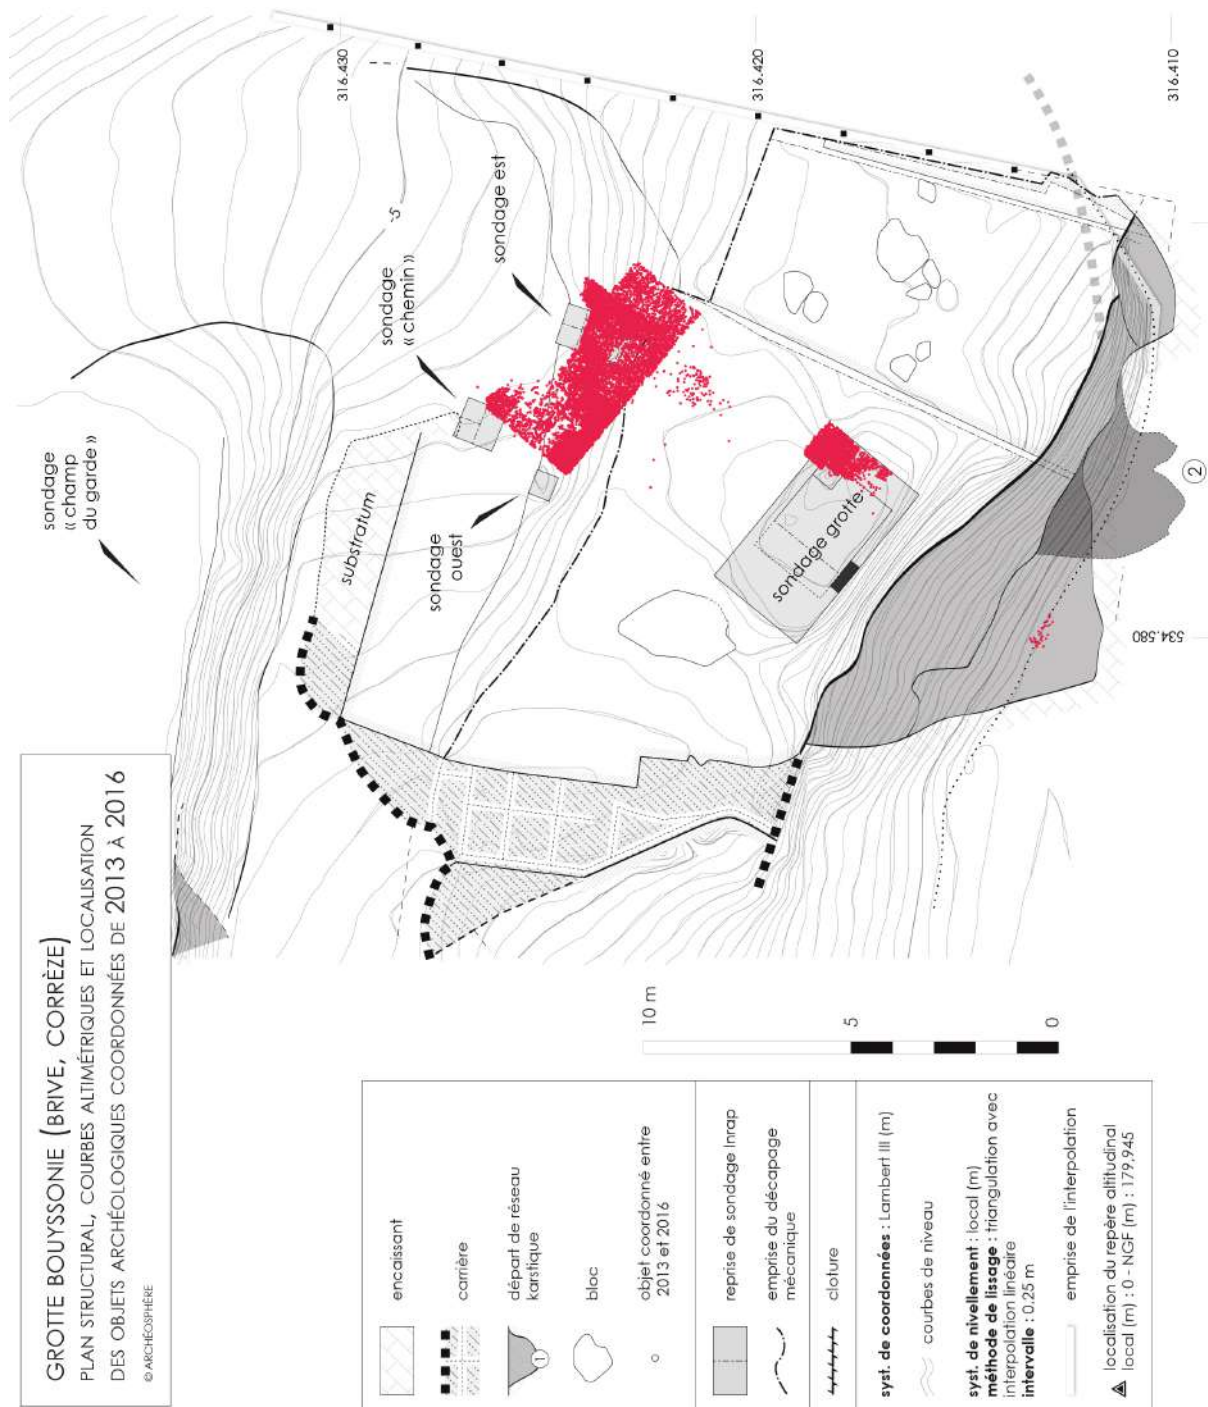 GROTTE BOUYSSONIE (BRIVE, CORRÈZE)
PLAN STRUCTURAL, COURBES ALTIMÉTRIQUES ET LOCALISATION
DES OBJETS ARCHÉOLOGIQUES COORDONNÉES DE 2013 À 2016
© ARCHÉOSPHÈRE
sondage
« champ
du garde »
sondage
« chemin »
sondage est
sondage
ouest
substratum
sondage grotte
-5
316.430
316.420
316.410
534.580
2
encaissant
carrière
départ de réseau
karstique
1
bloc
objet coordonné entre
2013 et 2016
reprise de sondage Inrap
emprise du décapage
mécanique
cloture
syst. de coordonnées : Lambert III (m)
courbes de niveau
syst. de nivellement : local (m)
méthode de lissage : triangulation avec
interpolation linéaire
intervalle : 0.25 m
emprise de l'interpolation
localisation du repère altitudinal
local (m) : 0 - NGF (m) : 179,945
10 m
5
0